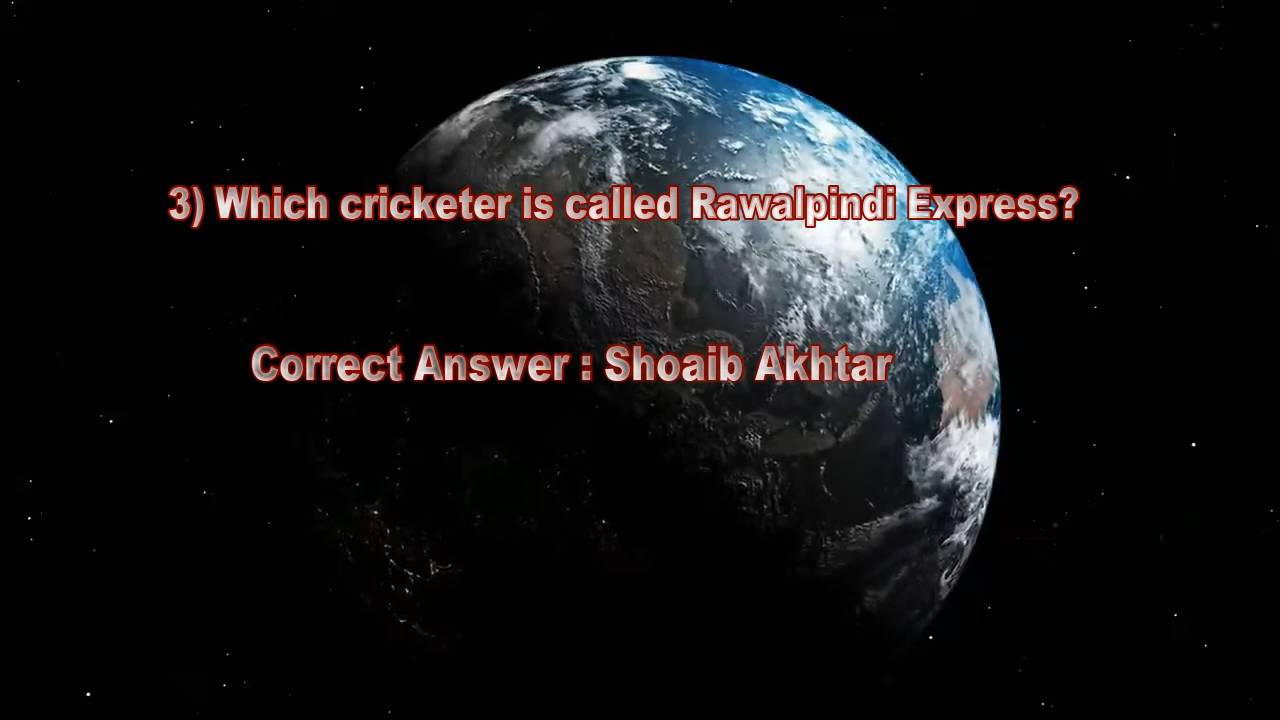 3) Which cricketer is called Rawalpindi Express?
Correct Answer : Shoaib Akhtar